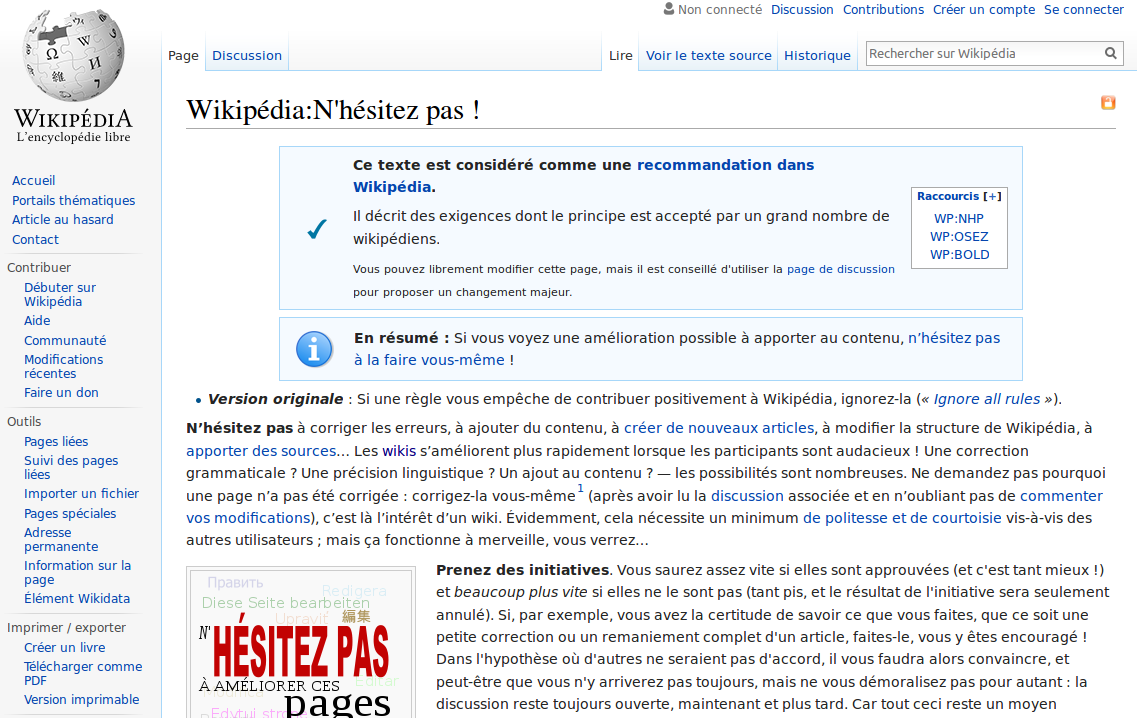 Non connecté Discussion Contributions Créer un compte Se connecter
Page Discussion Lire Voir le texte source Historique Rechercher sur Wikipédia
WIKIPÉDIA
L'encyclopédie libre
Accueil
Portails thématiques
Article au hasard
Contact
Contribuer
Débuter sur
Wikipédia
Aide
Communauté
Modifications
récentes
Faire un don
Outils
Pages liées
Suivi des pages
liées
Importer un fichier
Pages spéciales
Adresse
permanente
Information sur la
page
Élément Wikidata
Imprimer / exporter
Créer un livre
Télécharger comme
PDF
Version imprimable
Wikipédia:N'hésitez pas !
Ce texte est considéré comme une recommandation dans
Wikipédia.
Il décrit des exigences dont le principe est accepté par un grand nombre de
wikipédiens.
Vous pouvez librement modifier cette page, mais il est conseillé d'utiliser la page de discussion
pour proposer un changement majeur.
Raccourcis [+]
WP:NHP
WP:OSEZ
WP:BOLD
En résumé : Si vous voyez une amélioration possible à apporter au contenu, n’hésitez pas
à la faire vous-même !
• Version originale : Si une règle vous empêche de contribuer positivement à Wikipédia, ignorez-la (« Ignore all rules »).
N’hésitez pas à corriger les erreurs, à ajouter du contenu, à créer de nouveaux articles, à modifier la structure de Wikipédia, à
apporter des sources… Les wikis s’améliorent plus rapidement lorsque les participants sont audacieux ! Une correction
grammaticale ? Une précision linguistique ? Un ajout au contenu ? — les possibilités sont nombreuses. Ne demandez pas pourquoi
une page n’a pas été corrigée : corrigez-la vous-même1 (après avoir lu la discussion associée et en n’oubliant pas de commenter
vos modifications), c’est là l’intérêt d’un wiki. Évidemment, cela nécessite un minimum de politesse et de courtoisie vis-à-vis des
autres utilisateurs ; mais ça fonctionne à merveille, vous verrez…
Править
Redigera
Diese Seite bearbeiten
Upravit 編集
N'HÉSITEZ PAS
À AMÉLIORER CES
Editar
pages
Edytuj stronę
Prenez des initiatives. Vous saurez assez vite si elles sont approuvées (et c'est tant mieux !)
et beaucoup plus vite si elles ne le sont pas (tant pis, et le résultat de l'initiative sera seulement
annulé). Si, par exemple, vous avez la certitude de savoir ce que vous faites, que ce soit une
petite correction ou un remaniement complet d'un article, faites-le, vous y êtes encouragé !
Dans l'hypothèse où d'autres ne seraient pas d'accord, il vous faudra alors convaincre, et
peut-être que vous n'y arriverez pas toujours, mais ne vous démoralisez pas pour autant : la
discussion reste toujours ouverte, maintenant et plus tard. Car tout ceci reste un moyen